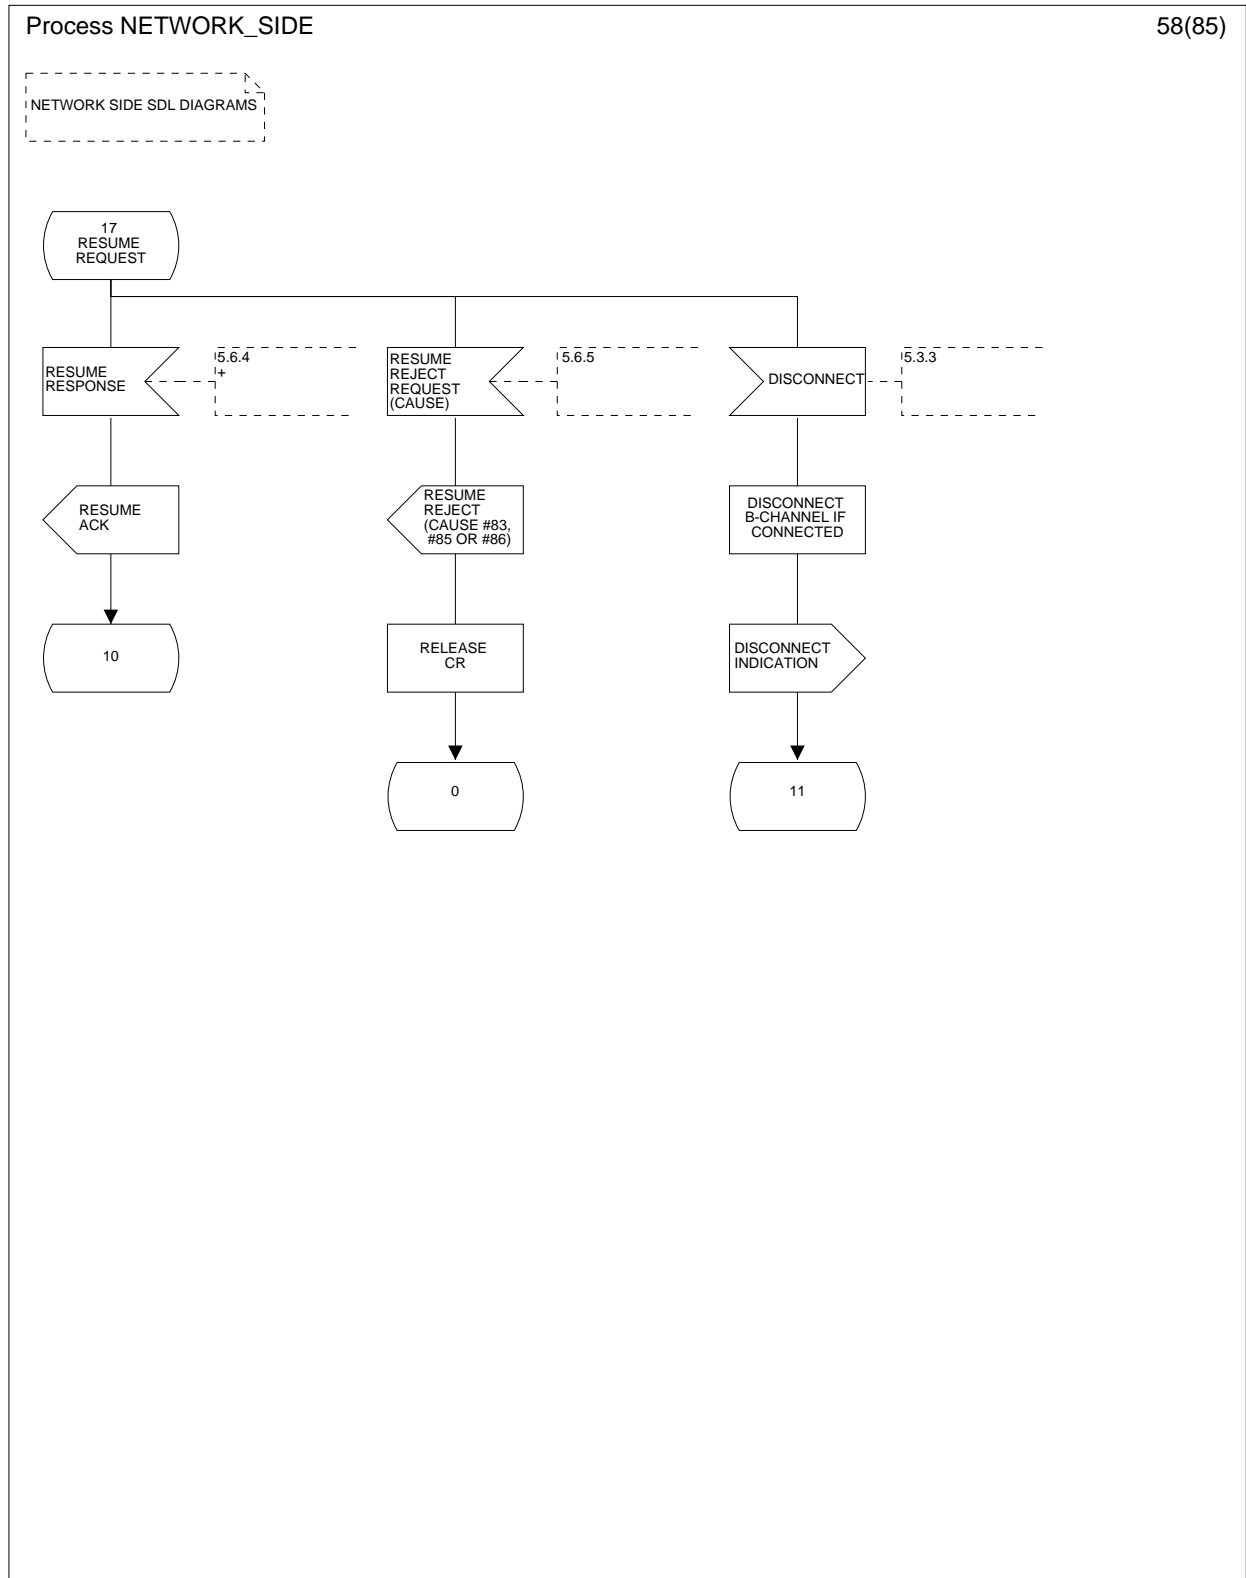 Process NETWORK_SIDE
58(85)
NETWORK SIDE SDL DIAGRAMS
17
RESUME
REQUEST
RESUME
RESPONSE
5.6.4
+
RESUME
REJECT
REQUEST
(CAUSE)
5.6.5
DISCONNECT
5.3.3
RESUME
ACK
RESUME
REJECT
(CAUSE #83,
#85 OR #86)
DISCONNECT
B-CHANNEL IF
CONNECTED
10
RELEASE
CR
DISCONNECT
INDICATION
0
11